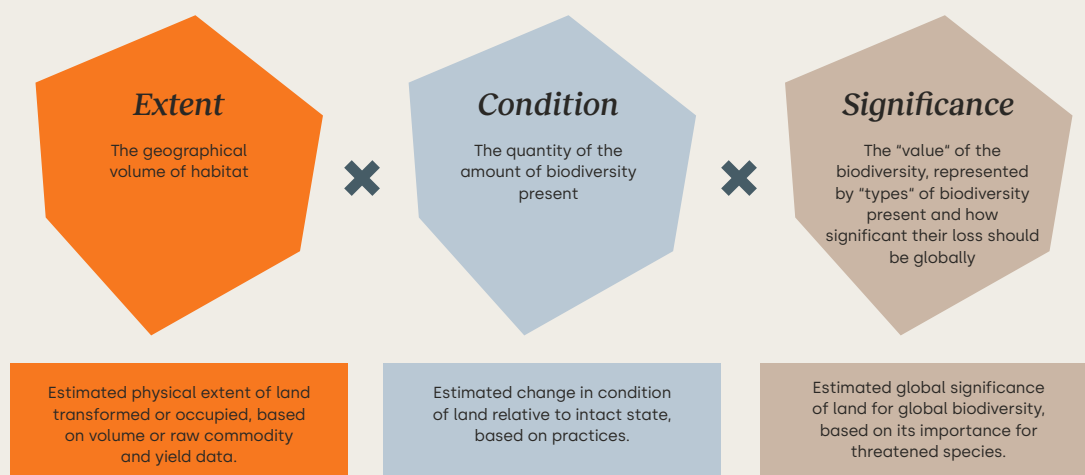 Extent
The geographical
volume of habitat
Condition
The quantity of the
amount of biodiversity
present
Significance
The "value" of the
biodiversity, represented
by "types" of biodiversity
present and how
significant their loss should
be globally
Estimated physical extent of land
transformed or occupied, based
on volume or raw commodity
and yield data.
Estimated change in condition
of land relative to intact state,
based on practices.
Estimated global significance
of land for global biodiversity,
based on its importance for
threatened species.